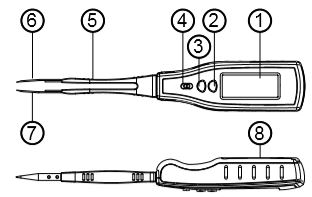 ⑥ ⑤ ④ ② ①
③
⑦ ⑧